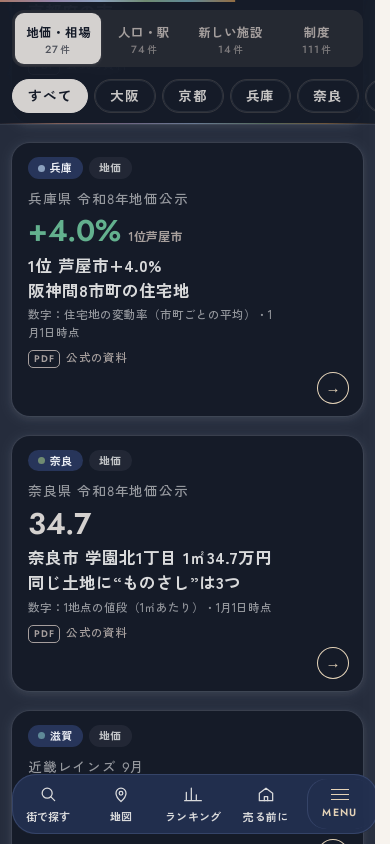 地価・相場
27件
人口・駅
74件
新しい施設
14件
制度
111件
すべて
大阪
京都
兵庫
奈良
兵庫
地価
兵庫県 令和8年地価公示
+4.0% 1位芦屋市
1位 芦屋市+4.0%
阪神間8市町の住宅地
数字：住宅地の変動率（市町ごとの平均）・1
月1日時点
PDF 公式の資料
→
奈良
地価
奈良県 令和8年地価公示
34.7
奈良市 学園北1丁目 1㎡34.7万円
同じ土地に“ものさし”は3つ
数字：1地点の値段（1㎡あたり）・1月1日時点
PDF 公式の資料
→
滋賀
地価
近畿レインズ 9月
街で探す
地図
ランキング
売る前に
MENU